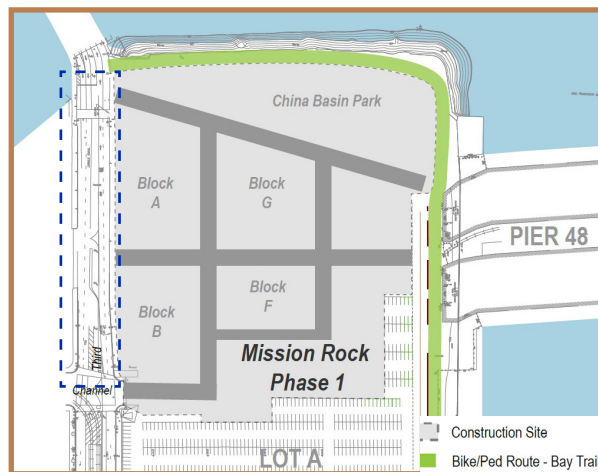 China Basin Park
Block
A
Block
G
PIER 48
Block
B
Block
F
Mission Rock
Phase 1
Third
Channel
LOT A
Construction Site
Bike/Ped Route - Bay Trai